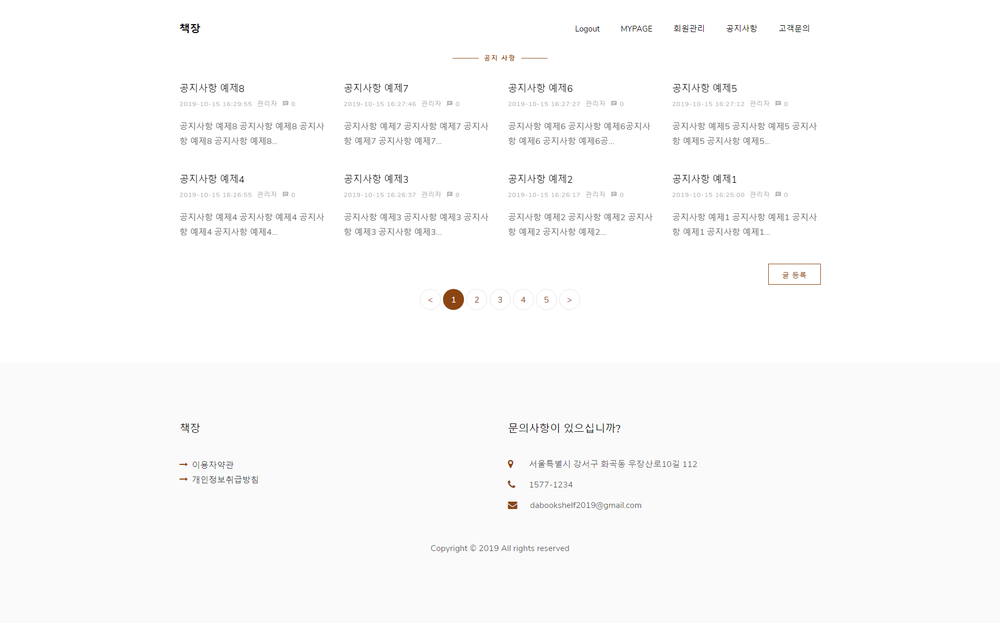 책장
Logout MYPAGE 회원관리 공지사항 고객문의
공지 사항
공지사항 예제8
2019-10-15 16:29:55 관리자 0
공지사항 예제8 공지사항 예제8 공지사
항 예제8 공지사항 예제8...
공지사항 예제7
2019-10-15 16:27:46 관리자 0
공지사항 예제7 공지사항 예제7 공지사
항 예제7 공지사항 예제7...
공지사항 예제6
2019-10-15 16:27:27 관리자 0
공지사항 예제6 공지사항 예제6공지사
항 예제6 공지사항 예제6공...
공지사항 예제5
2019-10-15 16:27:12 관리자 0
공지사항 예제5 공지사항 예제5 공지사
항 예제5 공지사항 예제5...
공지사항 예제4
2019-10-15 16:26:55 관리자 0
공지사항 예제4 공지사항 예제4 공지사
항 예제4 공지사항 예제4...
공지사항 예제3
2019-10-15 16:26:37 관리자 0
공지사항 예제3 공지사항 예제3 공지사
항 예제3 공지사항 예제3...
공지사항 예제2
2019-10-15 16:26:17 관리자 0
공지사항 예제2 공지사항 예제2 공지사
항 예제2 공지사항 예제2...
공지사항 예제1
2019-10-15 16:25:00 관리자 0
공지사항 예제1 공지사항 예제1 공지사
항 예제1 공지사항 예제1...
글 등록
< 1 2 3 4 5 >
책장
이용자약관
개인정보취급방침
문의사항이 있으십니까?
서울특별시 강서구 화곡동 우장산로10길 112
1577-1234
dabookshelf2019@gmail.com
Copyright © 2019 All rights reserved